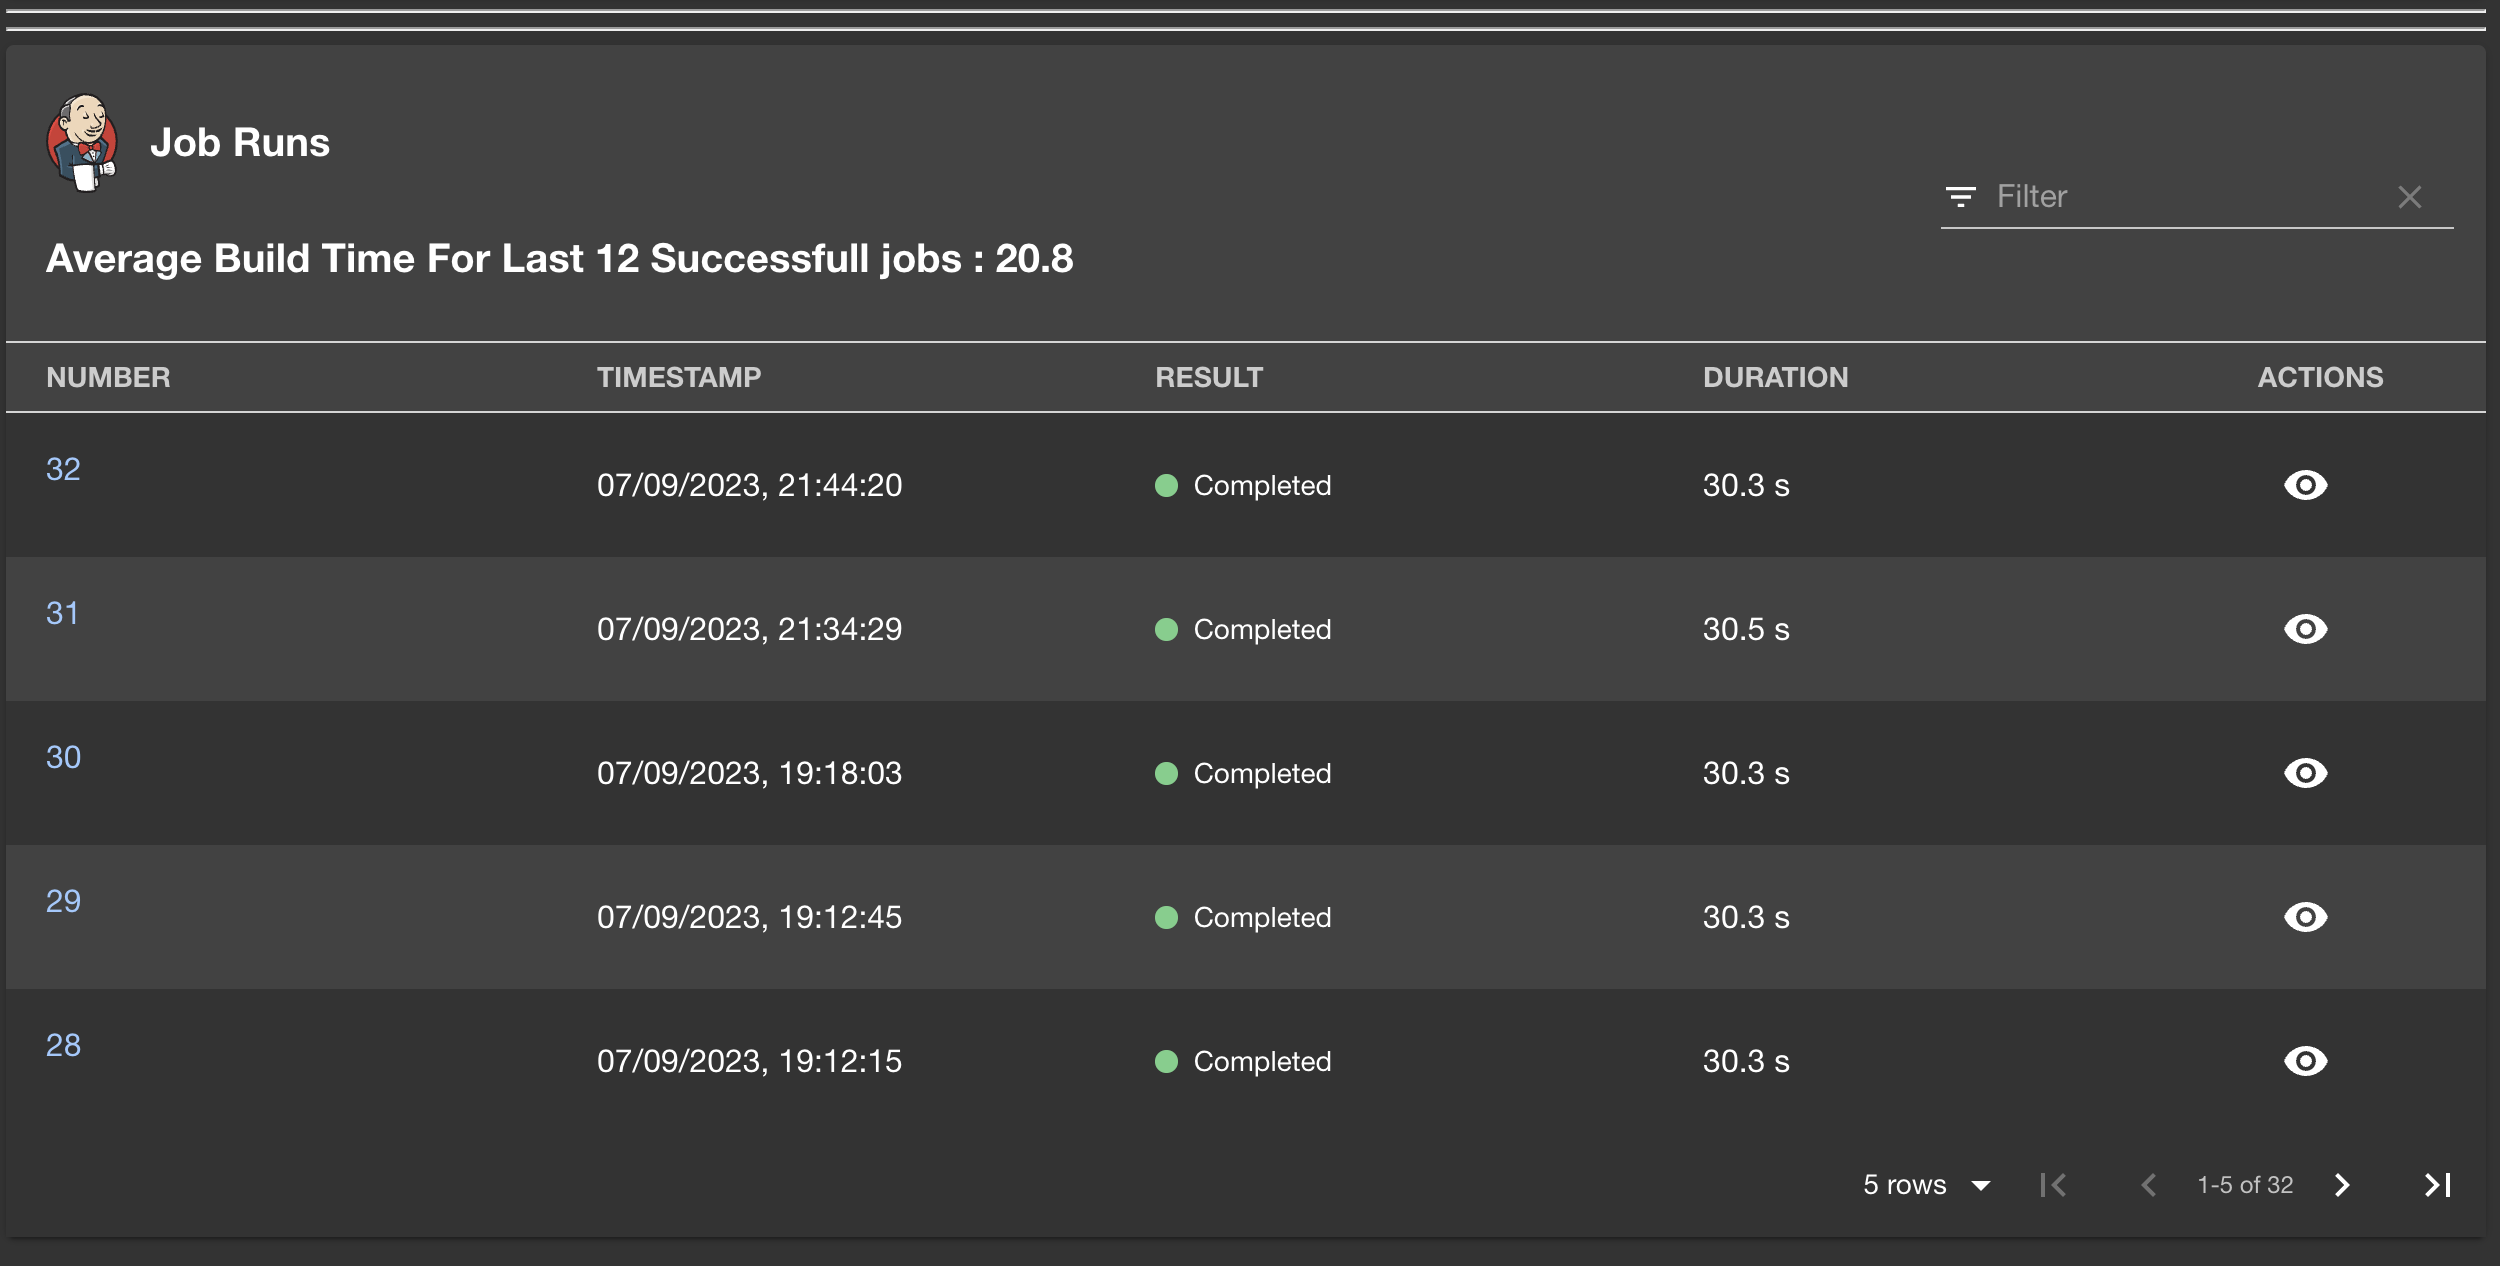 Job Runs
Filter
Average Build Time For Last 12 Successfull jobs : 20.8
NUMBER TIMESTAMP RESULT DURATION ACTIONS
32 07/09/2023, 21:44:20 Completed 30.3 s
31 07/09/2023, 21:34:29 Completed 30.5 s
30 07/09/2023, 19:18:03 Completed 30.3 s
29 07/09/2023, 19:12:45 Completed 30.3 s
28 07/09/2023, 19:12:15 Completed 30.3 s
5 rows 1-5 of 32